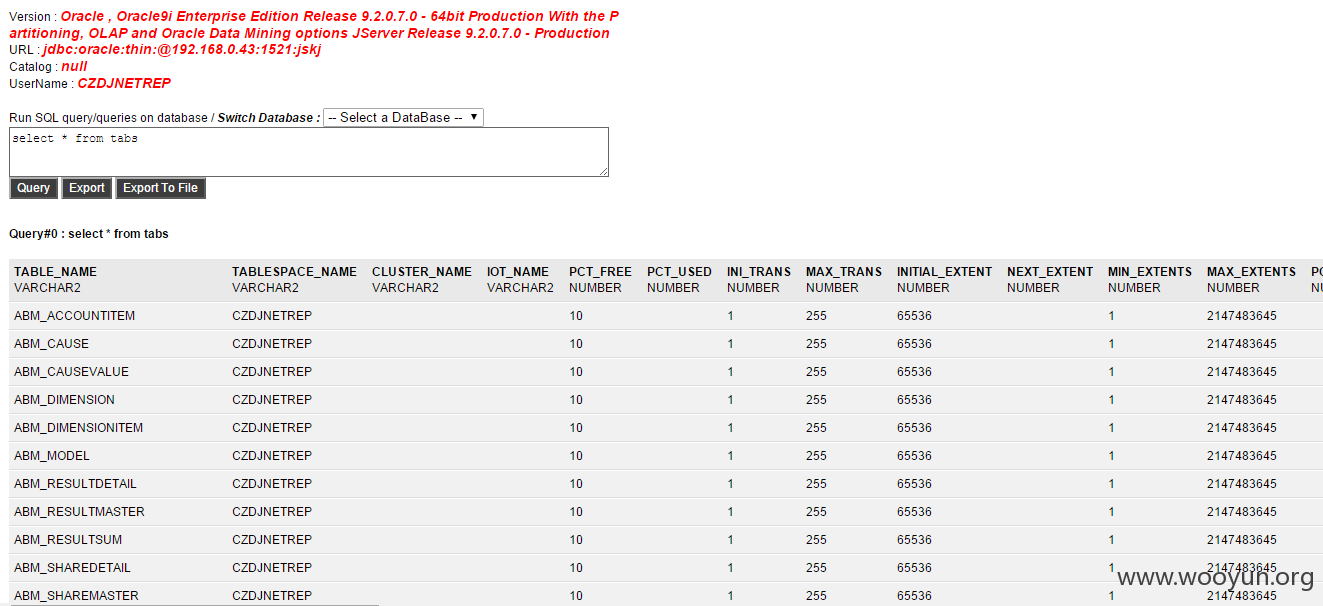 Version : Oracle , Oracle9i Enterprise Edition Release 9.2.0.7.0 - 64bit Production With the P
artitioning, OLAP and Oracle Data Mining options JServer Release 9.2.0.7.0 - Production
URL : jdbc:oracle:thin:@192.168.0.43:1521:jskj
Catalog : null
UserName : CZDJNETREP
Run SQL query/queries on database / Switch Database : -- Select a DataBase --
select * from tabs
Query Export Export To File
Query#0 : select * from tabs
TABLE_NAME TABLESPACE_NAME CLUSTER_NAME IOT_NAME PCT_FREE PCT_USED INI_TRANS MAX_TRANS INITIAL_EXTENT NEXT_EXTENT MIN_EXTENTS MAX_EXTENTS
VARCHAR2 VARCHAR2 VARCHAR2 VARCHAR2 NUMBER NUMBER NUMBER NUMBER NUMBER NUMBER NUMBER NUMBER
ABM_ACCOUNTITEM CZDJNETREP 10 1 255 65536 1 2147483645
ABM_CAUSE CZDJNETREP 10 1 255 65536 1 2147483645
ABM_CAUSEVALUE CZDJNETREP 10 1 255 65536 1 2147483645
ABM_DIMENSION CZDJNETREP 10 1 255 65536 1 2147483645
ABM_DIMENSIONITEM CZDJNETREP 10 1 255 65536 1 2147483645
ABM_MODEL CZDJNETREP 10 1 255 65536 1 2147483645
ABM_RESULTDETAIL CZDJNETREP 10 1 255 65536 1 2147483645
ABM_RESULTMASTER CZDJNETREP 10 1 255 65536 1 2147483645
ABM_RESULTSUM CZDJNETREP 10 1 255 65536 1 2147483645
ABM_SHAREDETAIL CZDJNETREP 10 1 255 65536 1 2147483645
www.wooyun.org
ABM_SHAREMASTER CZDJNETREP 10 1 255 65536 1 2147483645